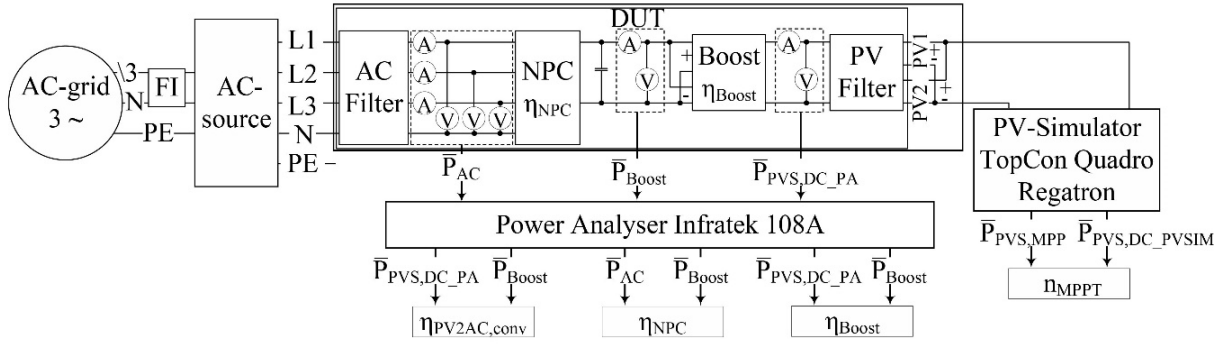 DUT
AC-grid
3 ~
\3
N
PE
FI
AC-
source
L1
L2
L3
N
PE
AC
Filter
A
A
A
V
V
V
NPC
ηNPC
A
V
+
-
Boost
ηBoost
A
V
PV
Filter
PV1
PV2
+
-
+
-
PV-Simulator
TopCon Quadro
Regatron
P̅AC
P̅Boost
P̅PVS,DC_PA
Power Analyser Infratek 108A
P̅PVS,MPP
P̅PVS,DC_PVSIM
P̅PVS,DC_PA
P̅Boost
P̅AC
P̅Boost
P̅PVS,DC_PA
P̅Boost
nMPPT
ηPV2AC,conv
ηNPC
ηBoost